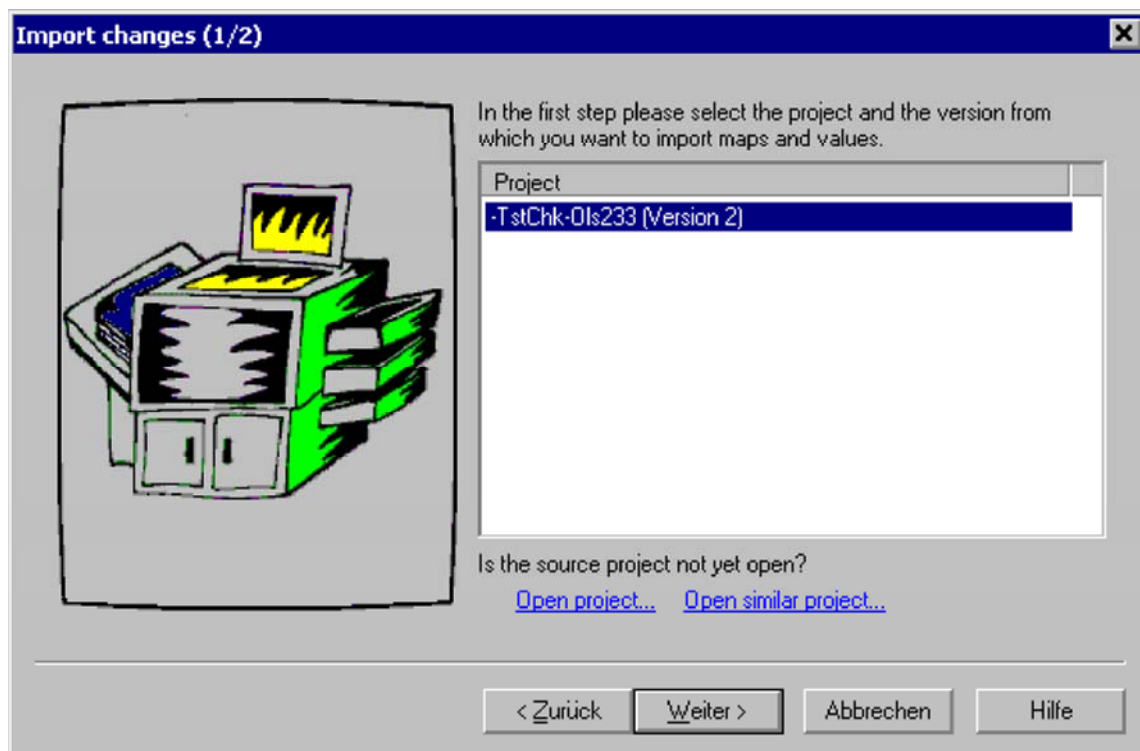 Import changes (1/2)
In the first step please select the project and the version from
which you want to import maps and values.
Project
-TstChk-Ols233 (Version 2)
Is the source project not yet open?
Open project... Open similar project...
< Zurück Weiter > Abbrechen Hilfe